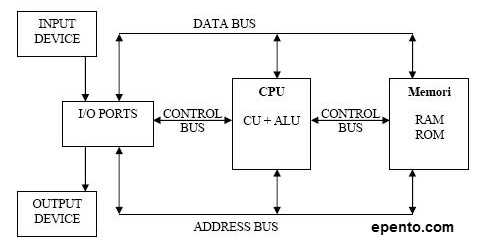 INPUT
DEVICE
DATA BUS
I/O PORTS
CONTROL
BUS
CPU
CU + ALU
CONTROL
BUS
Memori
RAM
ROM
OUTPUT
DEVICE
ADDRESS BUS
epento.com